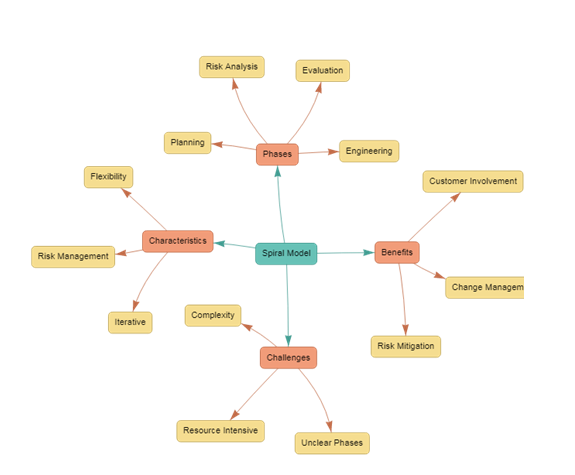 Risk Analysis
Evaluation
Planning
Phases
Engineering
Flexibility
Customer Involvement
Characteristics
Risk Management
Spiral Model
Benefits
Change Managem
Iterative
Complexity
Risk Mitigation
Challenges
Resource Intensive
Unclear Phases